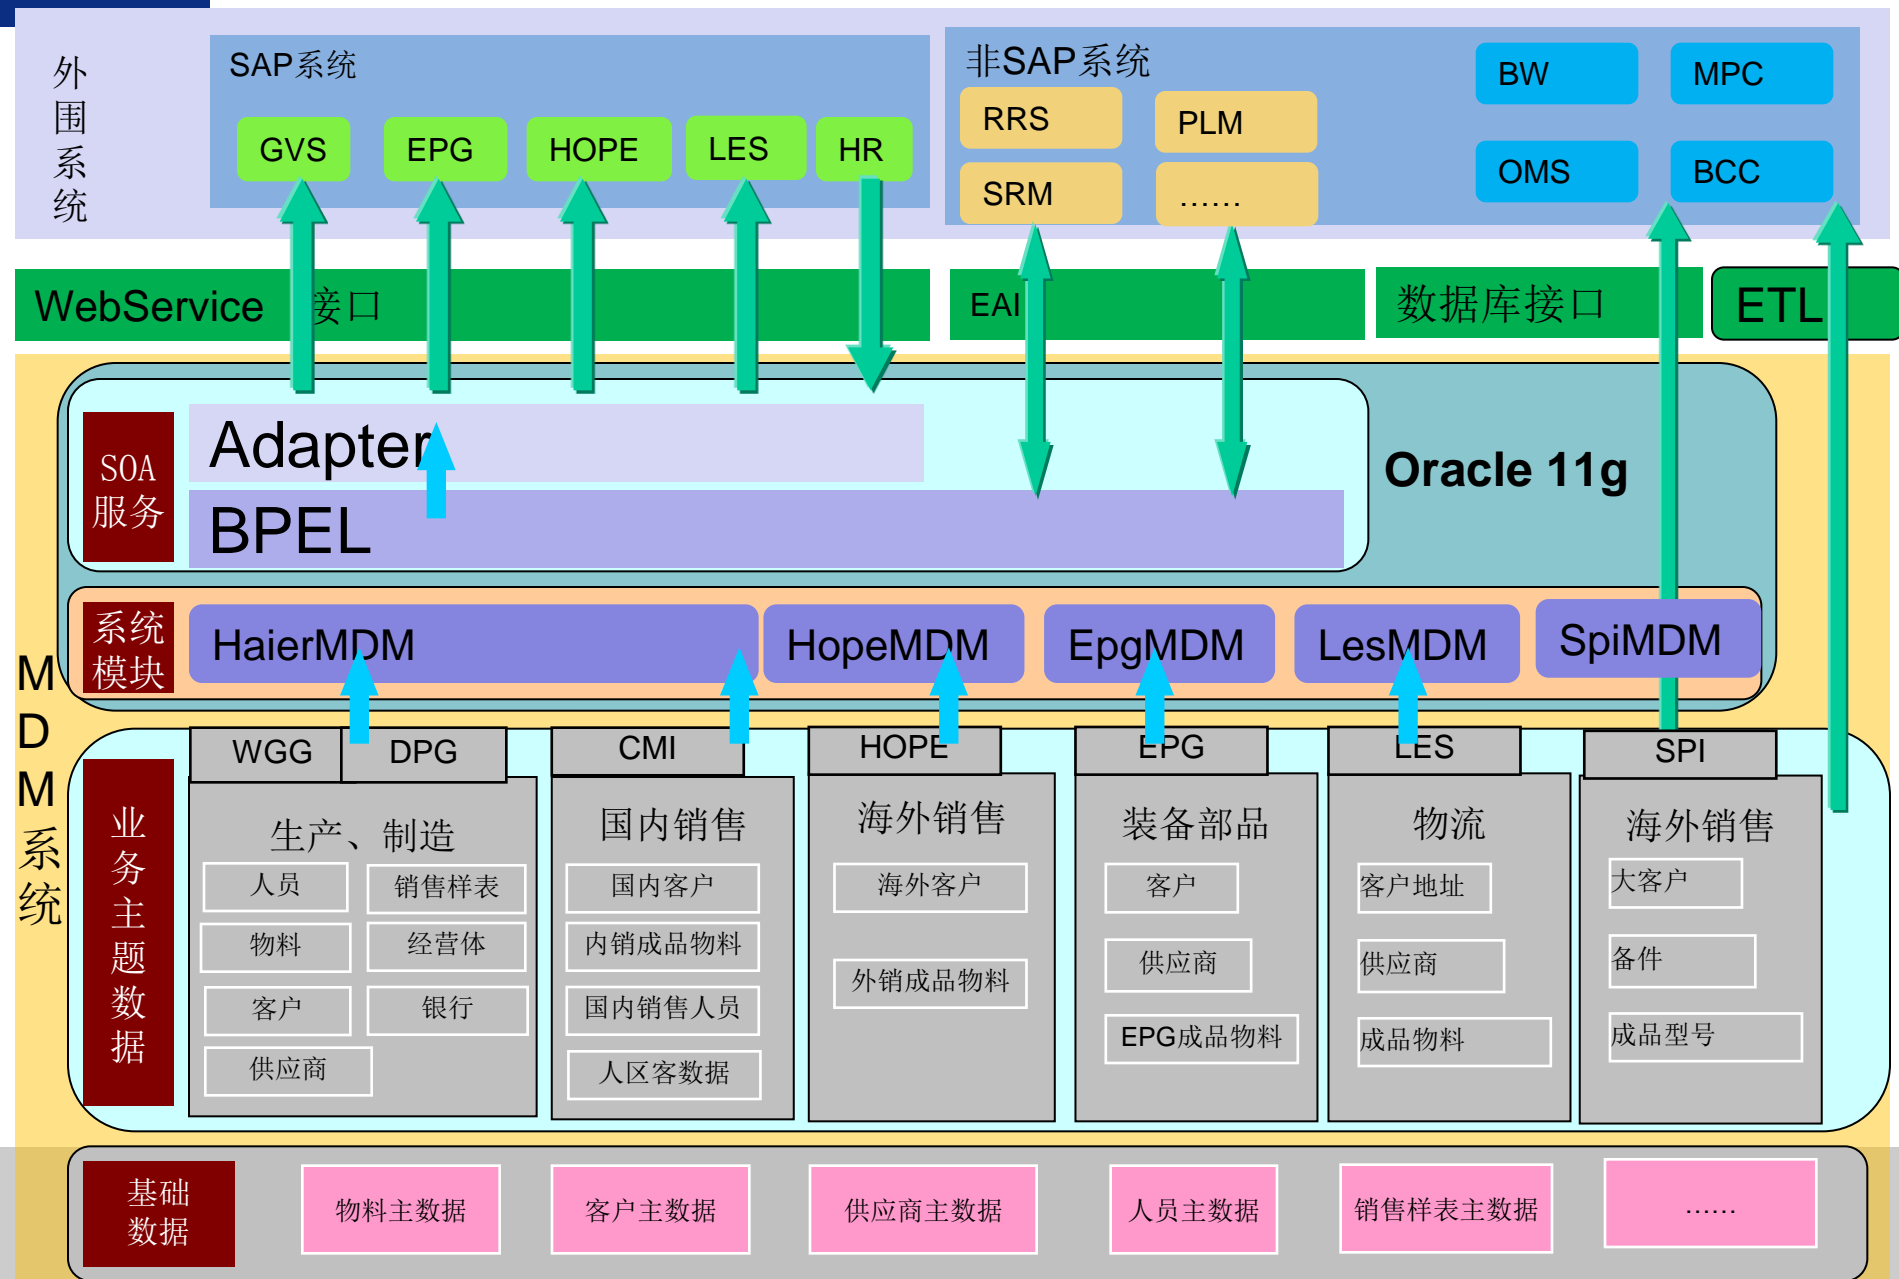 外围系统
SAP系统
GVS
EPG
HOPE
LES
HR
非SAP系统
RRS
PLM
SRM
……
BW
MPC
OMS
BCC
WebService 接口
EAI
数据库接口
ETL
MDM系统
SOA
服务
Adapter
BPEL
Oracle 11g
系统
模块
HaierMDM
HopeMDM
EpgMDM
LesMDM
SpiMDM
业务主题数据
WGG
DPG
生产、制造
人员
销售样表
物料
经营体
客户
银行
供应商
CMI
国内销售
国内客户
内销成品物料
国内销售人员
人区客数据
HOPE
海外销售
海外客户
外销成品物料
EPG
装备部品
客户
供应商
EPG成品物料
LES
物流
客户地址
供应商
成品物料
SPI
海外销售
大客户
备件
成品型号
基础
数据
物料主数据
客户主数据
供应商主数据
人员主数据
销售样表主数据
……